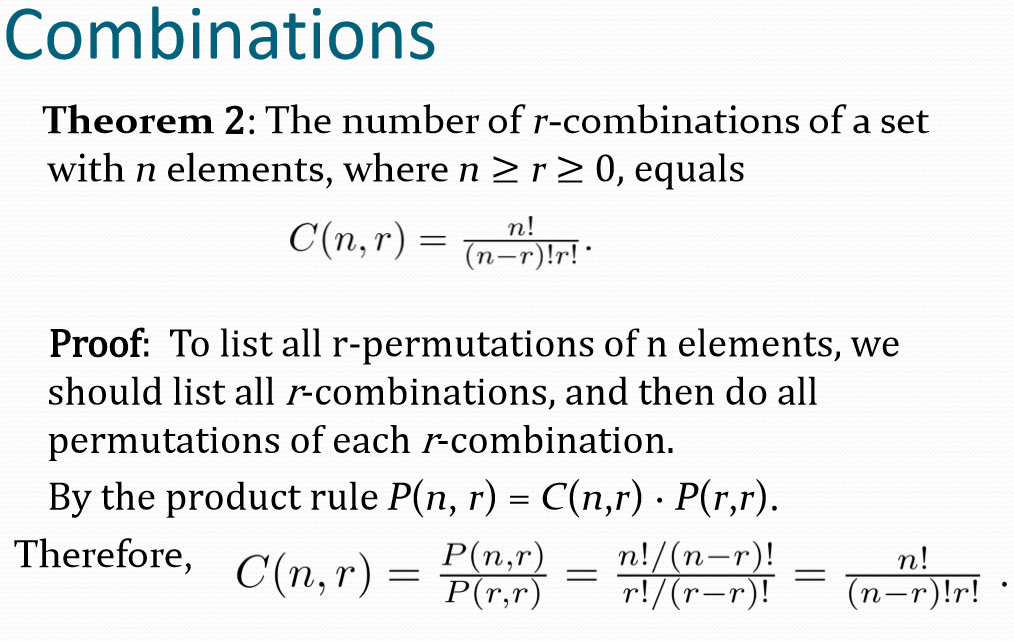 Combinations
Theorem 2: The number of r-combinations of a set
with n elements, where n ≥ r ≥ 0, equals
C(n, r) = n!/(n−r)!r! .
Proof: To list all r-permutations of n elements, we
should list all r-combinations, and then do all
permutations of each r-combination.
By the product rule P(n, r) = C(n,r) · P(r,r).
Therefore, C(n, r) = P(n,r)/P(r,r) = n!/(n−r)!/r!/(r−r)! = n!/(n−r)!r! .